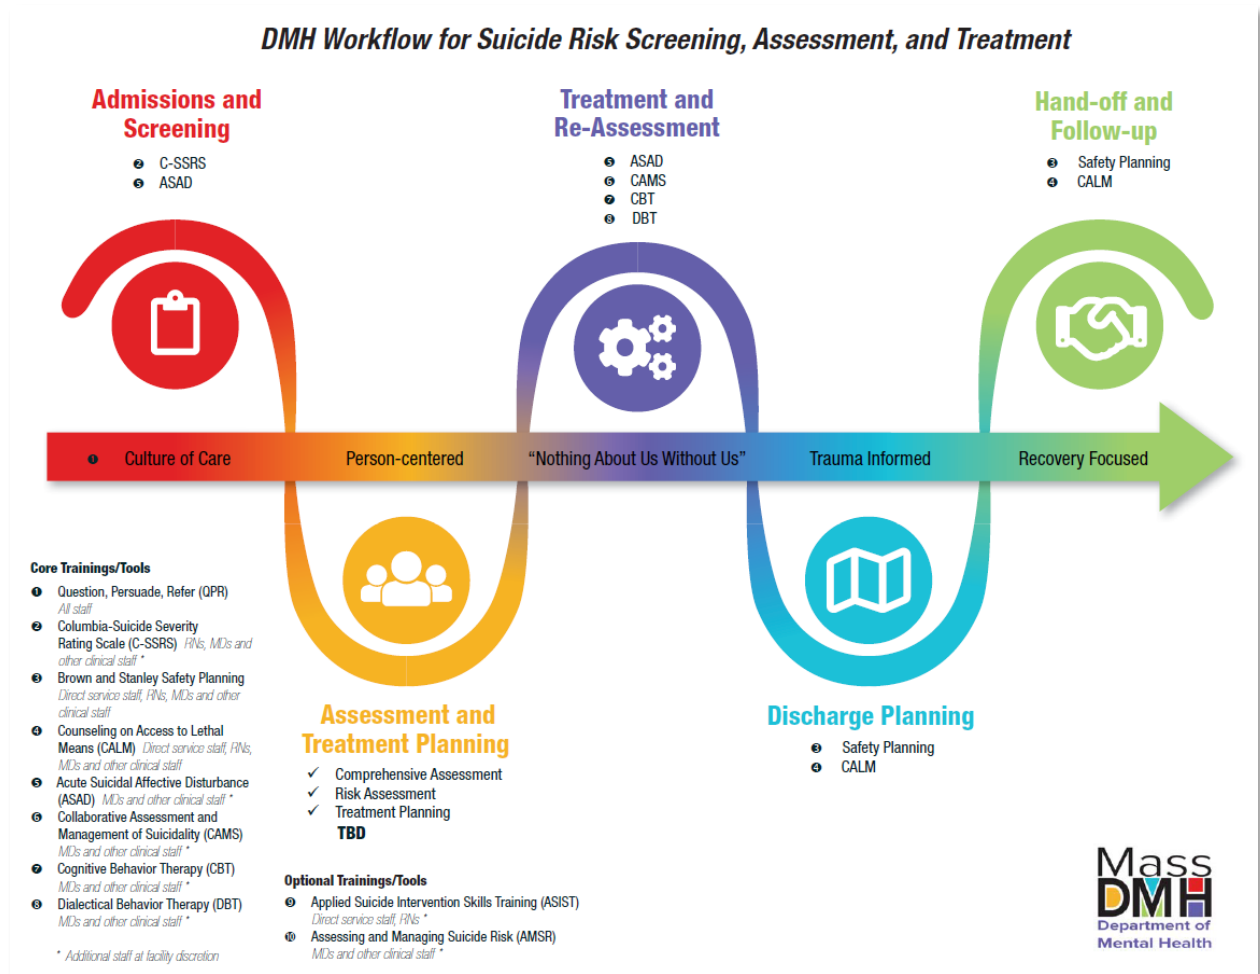 DMH Workflow for Suicide Risk Screening, Assessment, and Treatment
Admissions and
Screening
❷ C-SSRS
❺ ASAD
Treatment and
Re-Assessment
❺ ASAD
❻ CAMS
❼ CBT
❽ DBT
Hand-off and
Follow-up
❸ Safety Planning
❹ CALM
❶ Culture of Care
Person-centered
“Nothing About Us Without Us”
Trauma Informed
Recovery Focused
Core Trainings/Tools
❶ Question, Persuade, Refer (QPR)
All staff
❷ Columbia-Suicide Severity
Rating Scale (C-SSRS) RNs, MDs and
other clinical staff *
❸ Brown and Stanley Safety Planning
Direct service staff, RNs, MDs and other
clinical staff
❹ Counseling on Access to Lethal
Means (CALM) Direct service staff, RNs,
MDs and other clinical staff
❺ Acute Suicidal Affective Disturbance
(ASAD) MDs and other clinical staff *
❻ Collaborative Assessment and
Management of Suicidality (CAMS)
MDs and other clinical staff *
❼ Cognitive Behavior Therapy (CBT)
MDs and other clinical staff *
❽ Dialectical Behavior Therapy (DBT)
MDs and other clinical staff *
* Additional staff at facility discretion
Assessment and
Treatment Planning
✓ Comprehensive Assessment
✓ Risk Assessment
✓ Treatment Planning
TBD
Optional Trainings/Tools
❾ Applied Suicide Intervention Skills Training (ASIST)
Direct service staff, RNs *
❿ Assessing and Managing Suicide Risk (AMSR)
MDs and other clinical staff *
Discharge Planning
❸ Safety Planning
❹ CALM
Mass
DMH
Department of
Mental Health